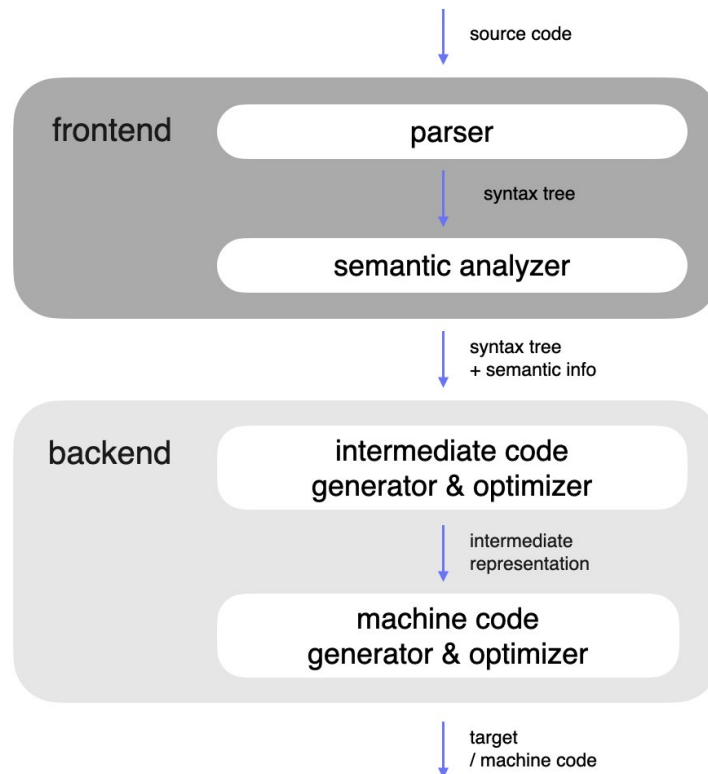 source code
frontend
parser
syntax tree
semantic analyzer
syntax tree
+ semantic info
backend
intermediate code
generator & optimizer
intermediate
representation
machine code
generator & optimizer
target
/ machine code